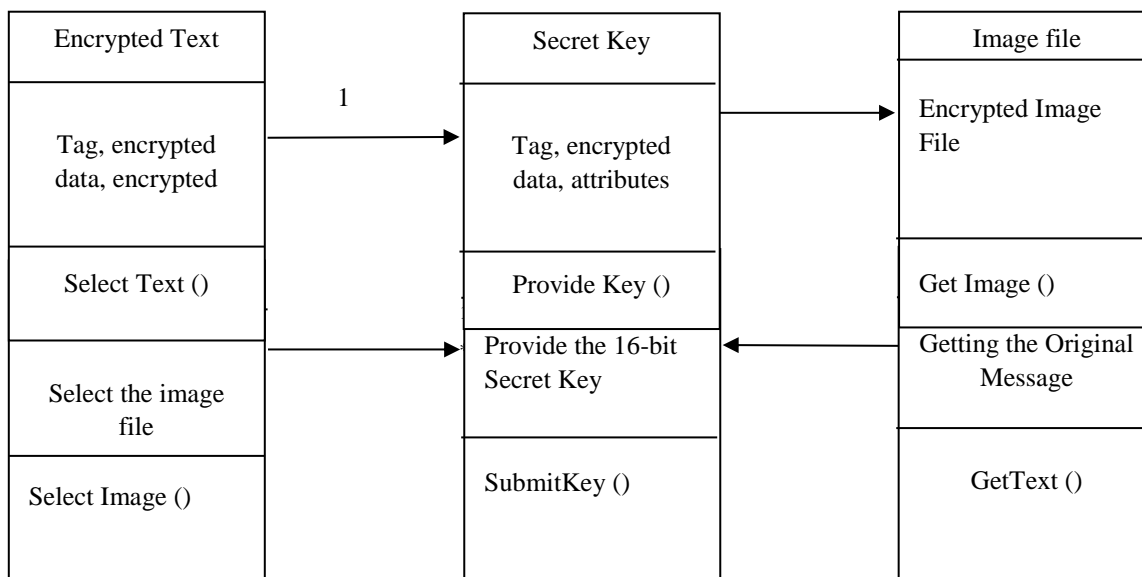 Encrypted Text
Tag, encrypted
data, encrypted
Select Text ()
Select the image
file
Select Image ()
1
Secret Key
Tag, encrypted
data, attributes
Provide Key ()
Provide the 16-bit
Secret Key
SubmitKey ()
Image file
Encrypted Image
File
Get Image ()
Getting the Original
Message
GetText ()